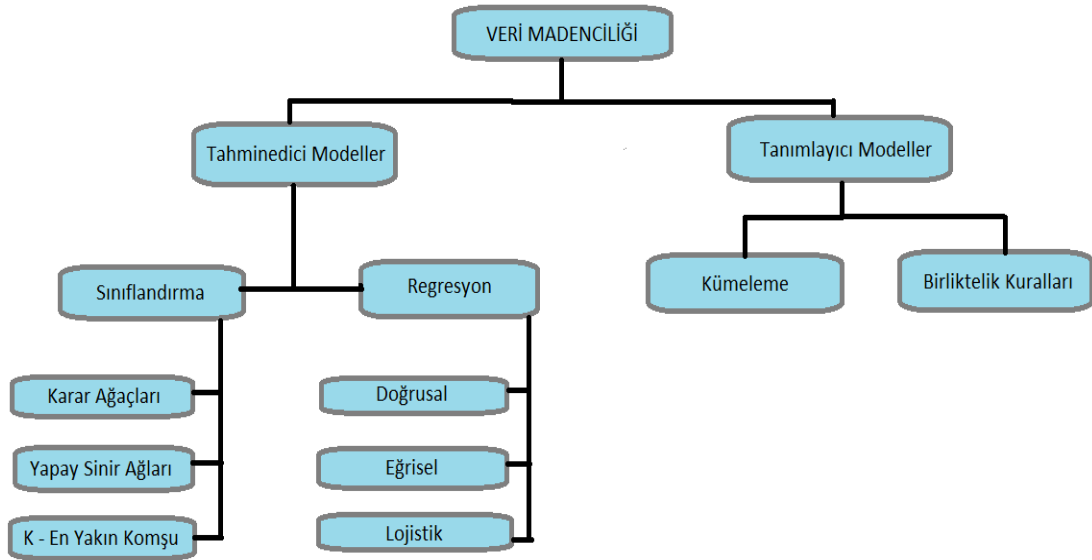 VERİ MADENCİLİĞİ
Tahminedici Modeller
Tanımlayıcı Modeller
Sınıflandırma
Regresyon
Kümeleme
Birliktelik Kuralları
Karar Ağaçları
Doğrusal
Yapay Sinir Ağları
Eğrisel
K - En Yakın Komşu
Lojistik